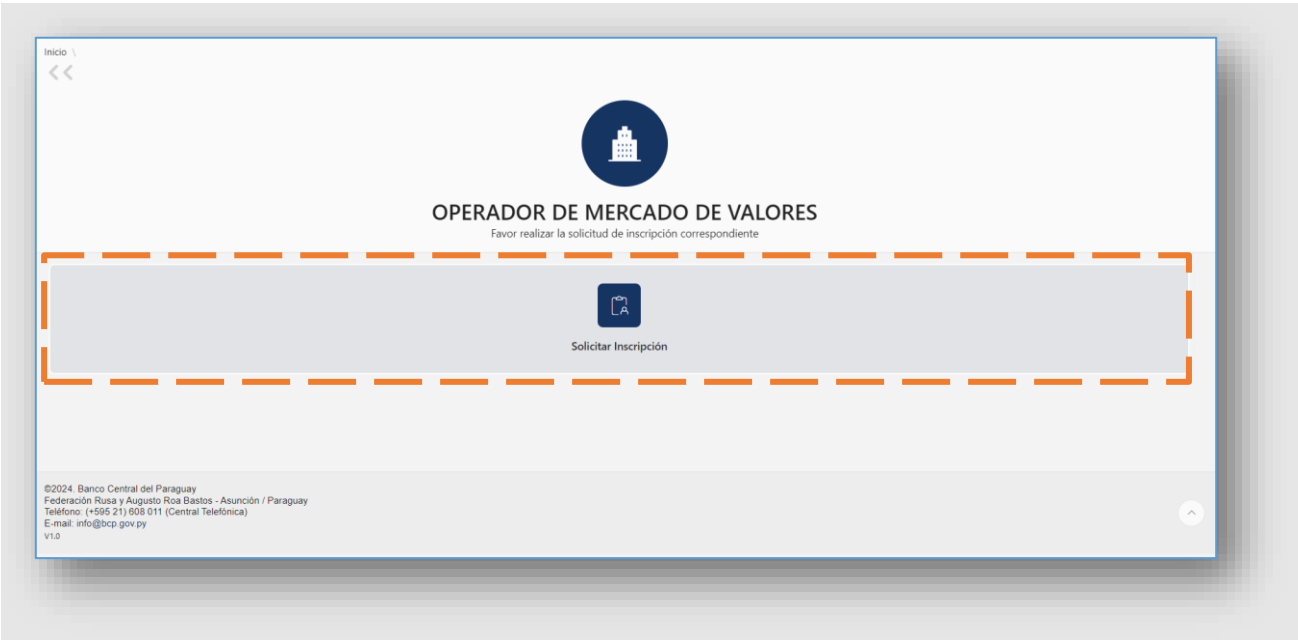 Inicio \
OPERADOR DE MERCADO DE VALORES
Favor realizar la solicitud de inscripción correspondiente
Solicitar Inscripción
©2024. Banco Central del Paraguay
Federación Rusa y Augusto Roa Bastos - Asunción / Paraguay
Teléfono: (+595 21) 608 011 (Central Telefónica)
E-mail: info@bcp.gov.py
V1.0